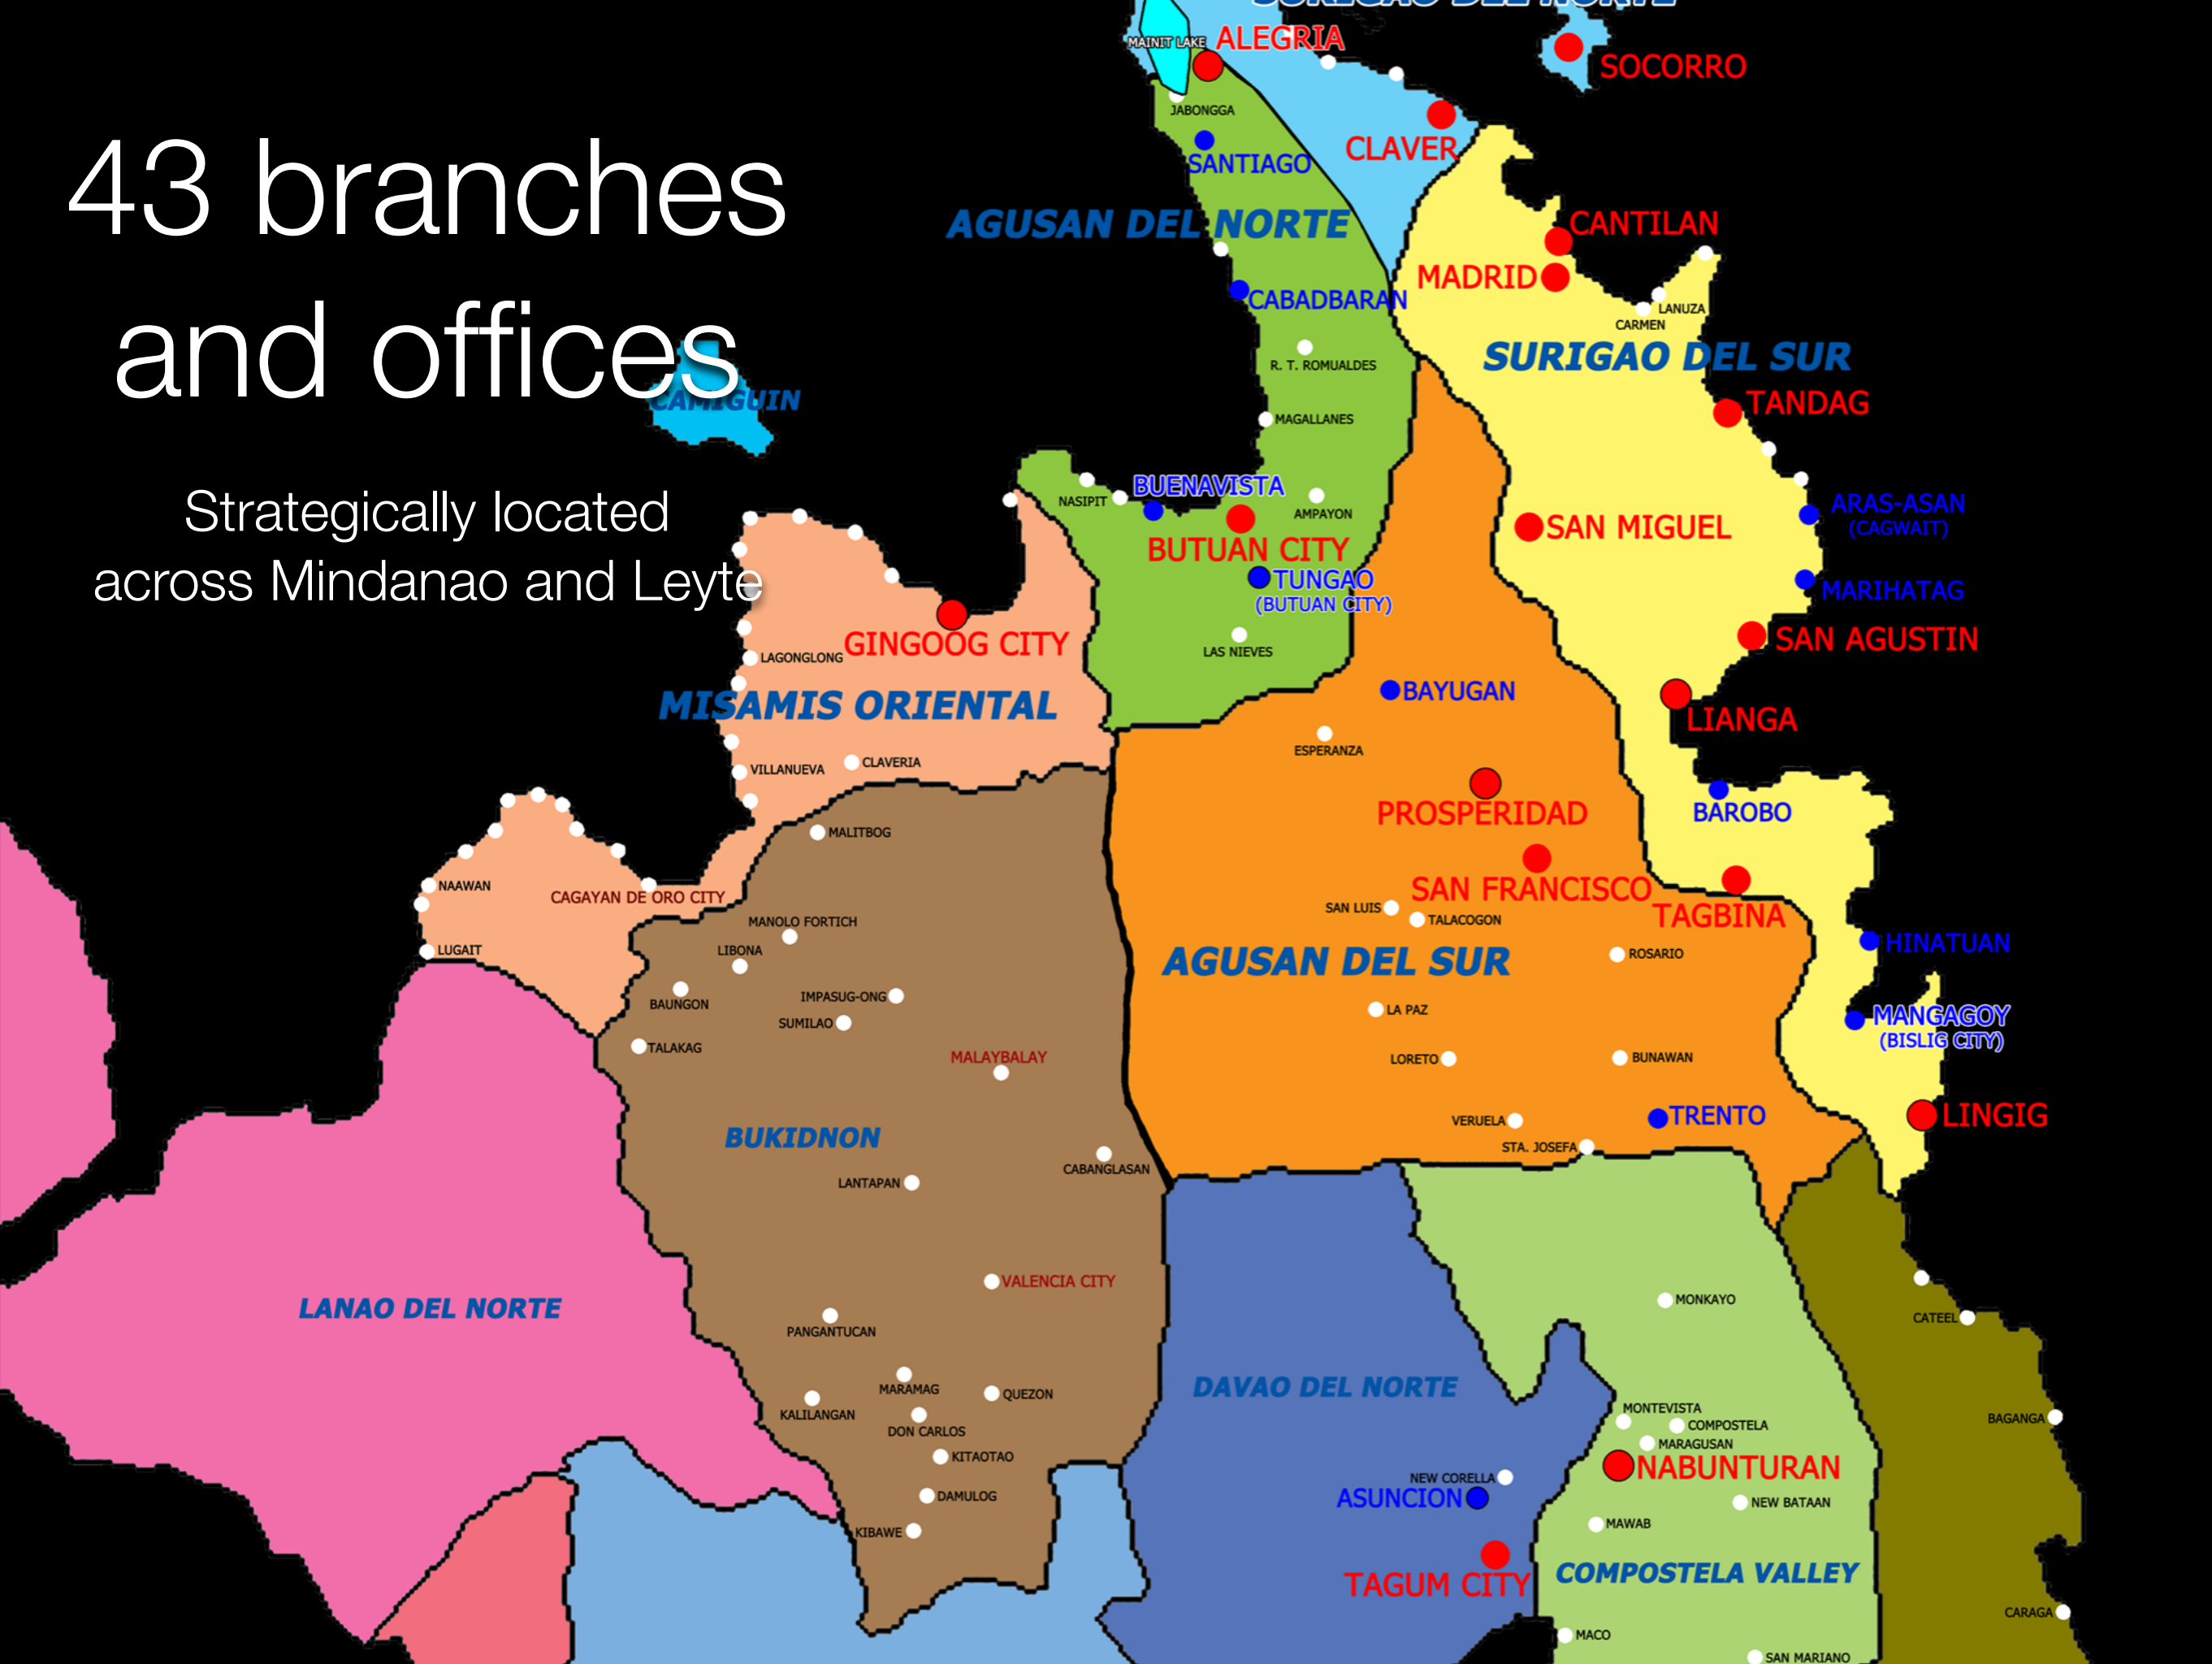 43 branches
and offices
Strategically located
across Mindanao and Leyte
SURIGAO DEL NORTE
MAINIT LAKE
ALEGRIA
SOCORRO
JABONGGA
CLAVER
SANTIAGO
AGUSAN DEL NORTE
CANTILAN
MADRID
CABADBARAN
LANUZA
CARMEN
R. T. ROMUALDES
SURIGAO DEL SUR
CAMIGUIN
TANDAG
MAGALLANES
BUENAVISTA
NASIPIT
AMPAYON
ARAS-ASAN
(CAGWAIT)
SAN MIGUEL
BUTUAN CITY
TUNGAO
(BUTUAN CITY)
MARIHATAG
GINGOOG CITY
LAS NIEVES
SAN AGUSTIN
LAGONGLONG
MISAMIS ORIENTAL
BAYUGAN
LIANGA
ESPERANZA
VILLANUEVA
CLAVERIA
PROSPERIDAD
BAROBO
MALITBOG
NAAWAN
CAGAYAN DE ORO CITY
SAN FRANCISCO
TAGBINA
SAN LUIS
TALACOGON
MANOLO FORTICH
LUGAIT
LIBONA
HINATUAN
ROSARIO
AGUSAN DEL SUR
BAUNGON
IMPASUG-ONG
LA PAZ
SUMILAO
MANGAGOY
(BISLIG CITY)
TALAKAG
MALAYBALAY
LORETO
BUNAWAN
VERUELA
TRENTO
LINGIG
BUKIDNON
STA. JOSEFA
CABANGLASAN
LANTAPAN
VALENCIA CITY
LANAO DEL NORTE
MONKAYO
CATEEL
PANGANTUCAN
MARAMAG
QUEZON
DAVAO DEL NORTE
KALILANGAN
DON CARLOS
MONTEVISTA
COMPOSTELA
BAGANGA
MARAGUSAN
KITAOTAO
NABUNTURAN
NEW CORELLA
ASUNCION
DAMULOG
NEW BATAAN
KIBAWE
MAWAB
TAGUM CITY
COMPOSTELA VALLEY
CARAGA
MACO
SAN MARIANO